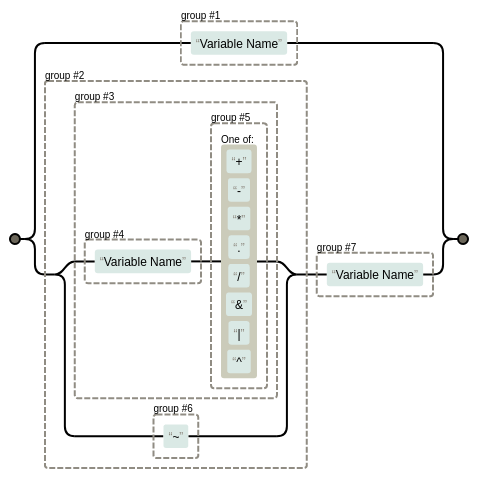 group #1
“Variable Name”
group #2
group #3
group #5
One of:
“+”
“-”
“*”
“.”
“/”
“&”
“|”
“^”
group #4
“Variable Name”
group #7
“Variable Name”
group #6
“~”